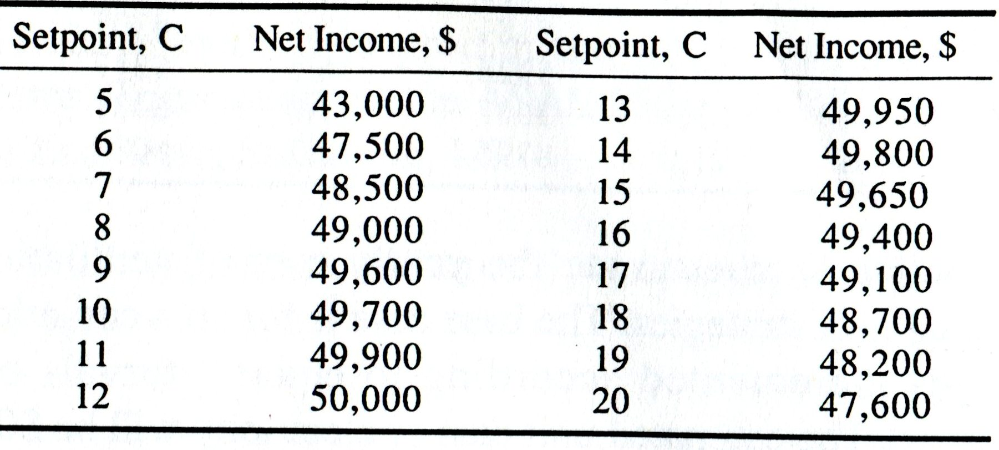 Setpoint, C Net Income, $ Setpoint, C Net Income, $
5 43,000 13 49,950
6 47,500 14 49,800
7 48,500 15 49,650
8 49,000 16 49,400
9 49,600 17 49,100
10 49,700 18 48,700
11 49,900 19 48,200
12 50,000 20 47,600